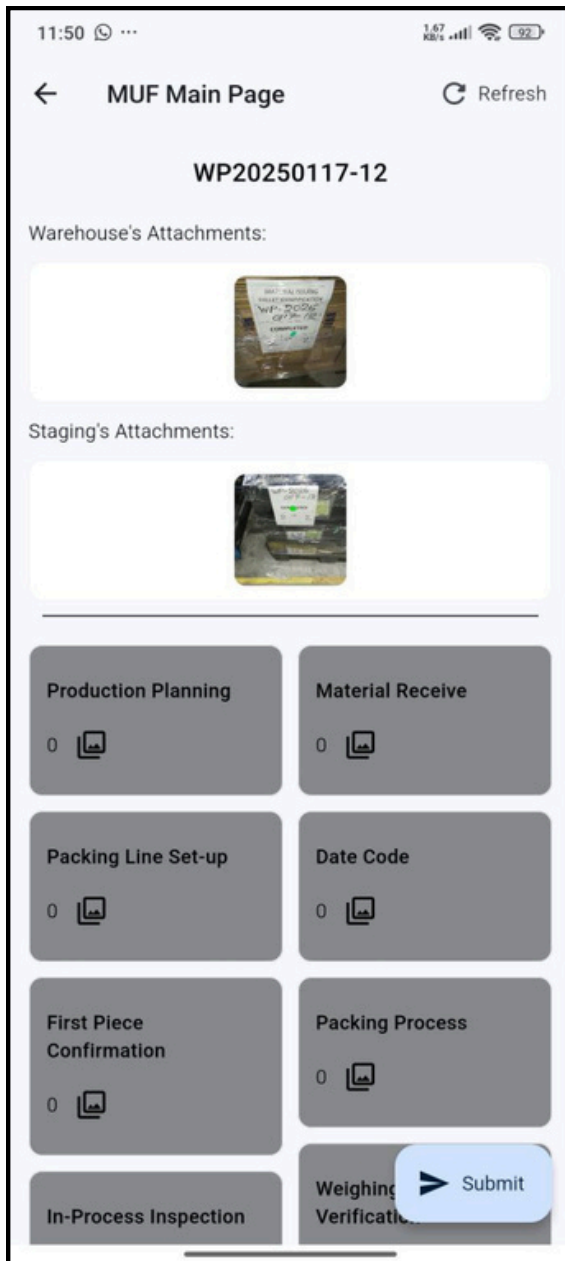 11:50 ...
1.67
KB/s
92
MUF Main Page
Refresh
WP20250117-12
Warehouse's Attachments:
COMPLETED
Staging's Attachments:
Production Planning
Material Receive
0
0
Packing Line Set-up
Date Code
0
0
First Piece
Confirmation
Packing Process
0
0
In-Process Inspection
Weighing
Submit